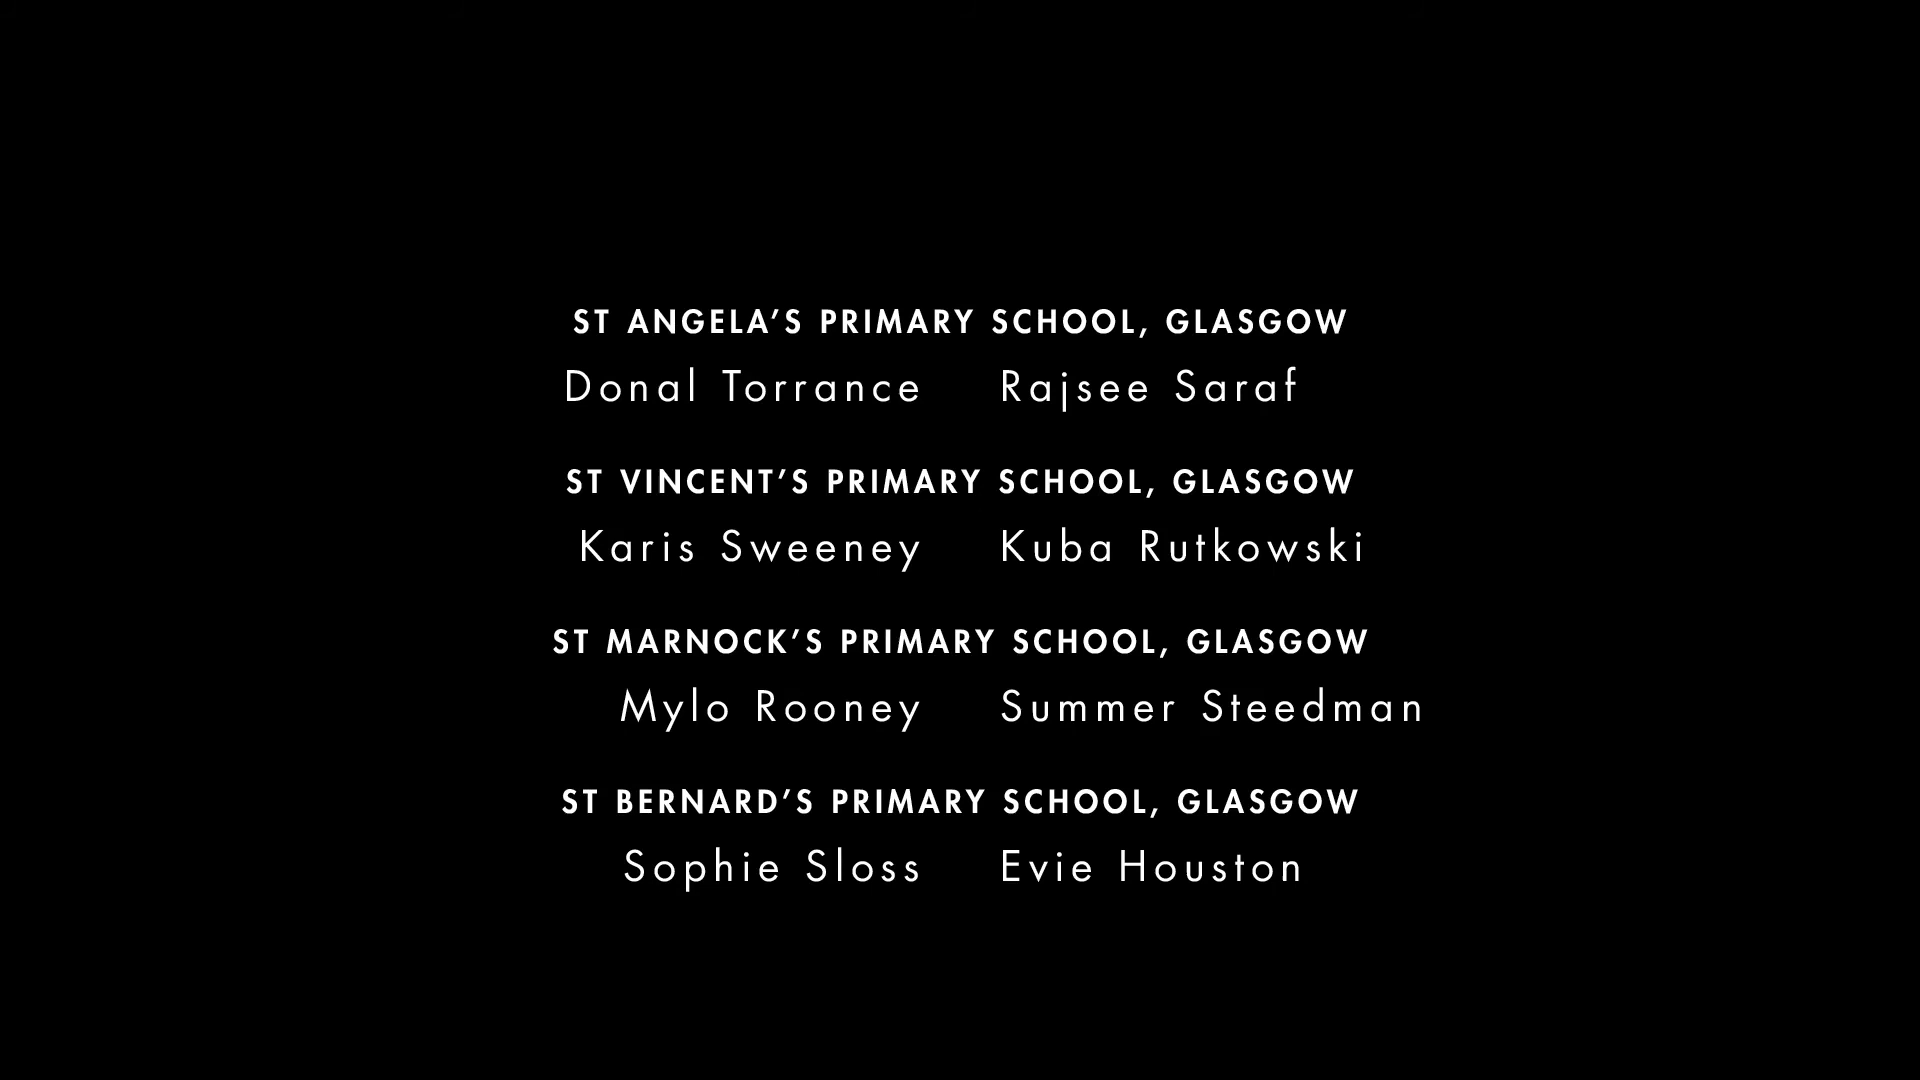 ST ANGELA’S PRIMARY SCHOOL, GLASGOW
Donal Torrance Rajsee Saraf
ST VINCENT’S PRIMARY SCHOOL, GLASGOW
Karis Sweeney Kuba Rutkowski
ST MARNOCK’S PRIMARY SCHOOL, GLASGOW
Mylo Rooney Summer Steedman
ST BERNARD’S PRIMARY SCHOOL, GLASGOW
Sophie Sloss Evie Houston